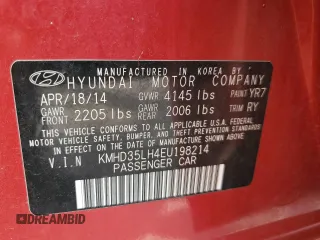 MANUFACTURED IN KOREA BY
HYUNDAI MOTOR COMPANY
APR/18/14 GVWR 4145 lbs PAINT YR7
GAWR FRONT 2205 lbs GAWR REAR 2006 lbs TRIM RY
THIS VEHICLE CONFORMS TO ALL APPLICABLE FEDERAL
MOTOR VEHICLE SAFETY, BUMPER, AND THEFT PREVENTION
STANDARDS IN EFFECT IN U.S.A. ON THE DATE OF
MANUFACTURE SHOWN ABOVE. U.S.A, CANADA
V.I.N KMHD35LH4EU198214
PASSENGER CAR
DREAMBID